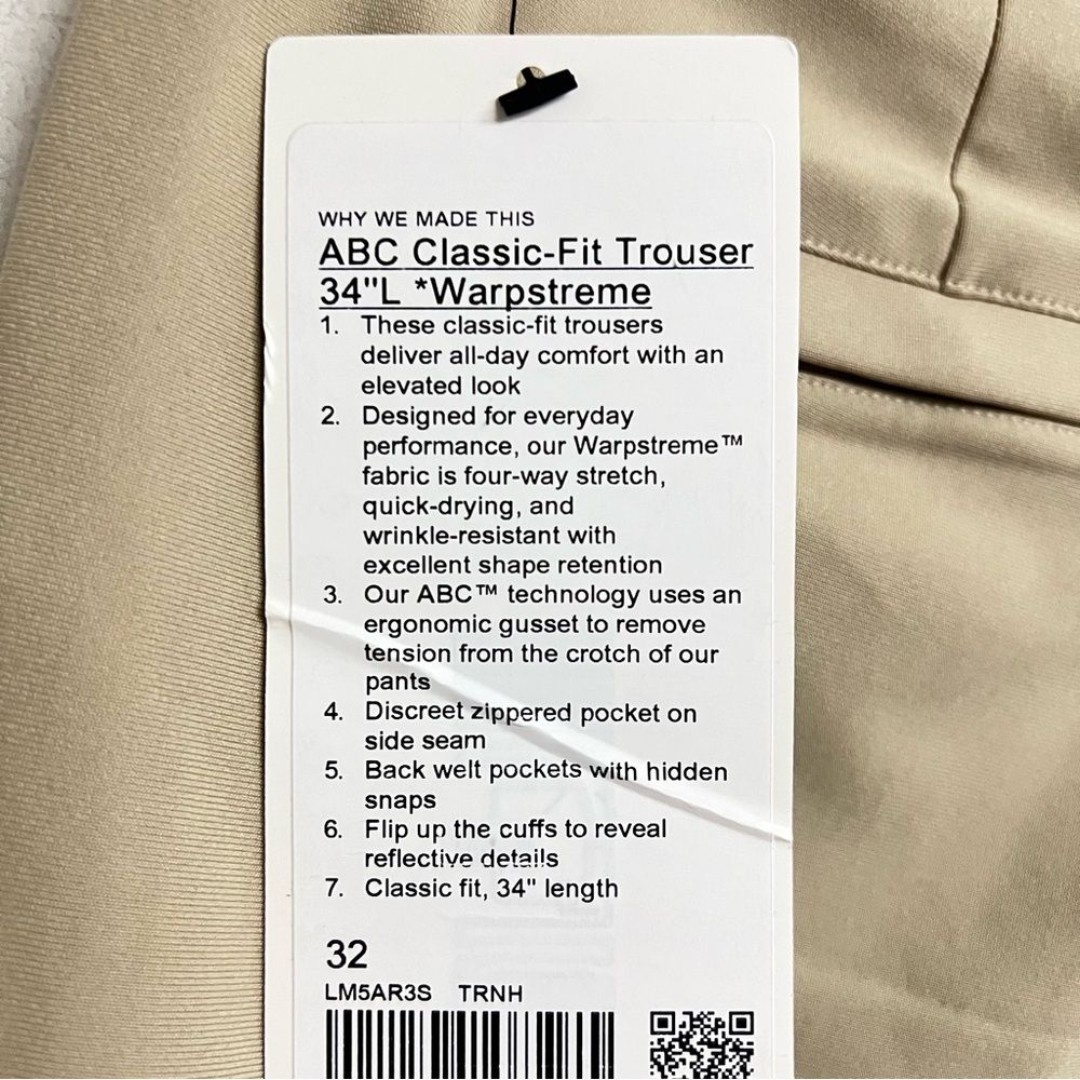 WHY WE MADE THIS
ABC Classic-Fit Trouser
34"L *Warpstreme
1. These classic-fit trousers
deliver all-day comfort with an
elevated look
2. Designed for everyday
performance, our Warpstreme™
fabric is four-way stretch,
quick-drying, and
wrinkle-resistant with
excellent shape retention
3. Our ABC™ technology uses an
ergonomic gusset to remove
tension from the crotch of our
pants
4. Discreet zippered pocket on
side seam
5. Back welt pockets with hidden
snaps
6. Flip up the cuffs to reveal
reflective details
7. Classic fit, 34" length
32
LM5AR3S TRNH